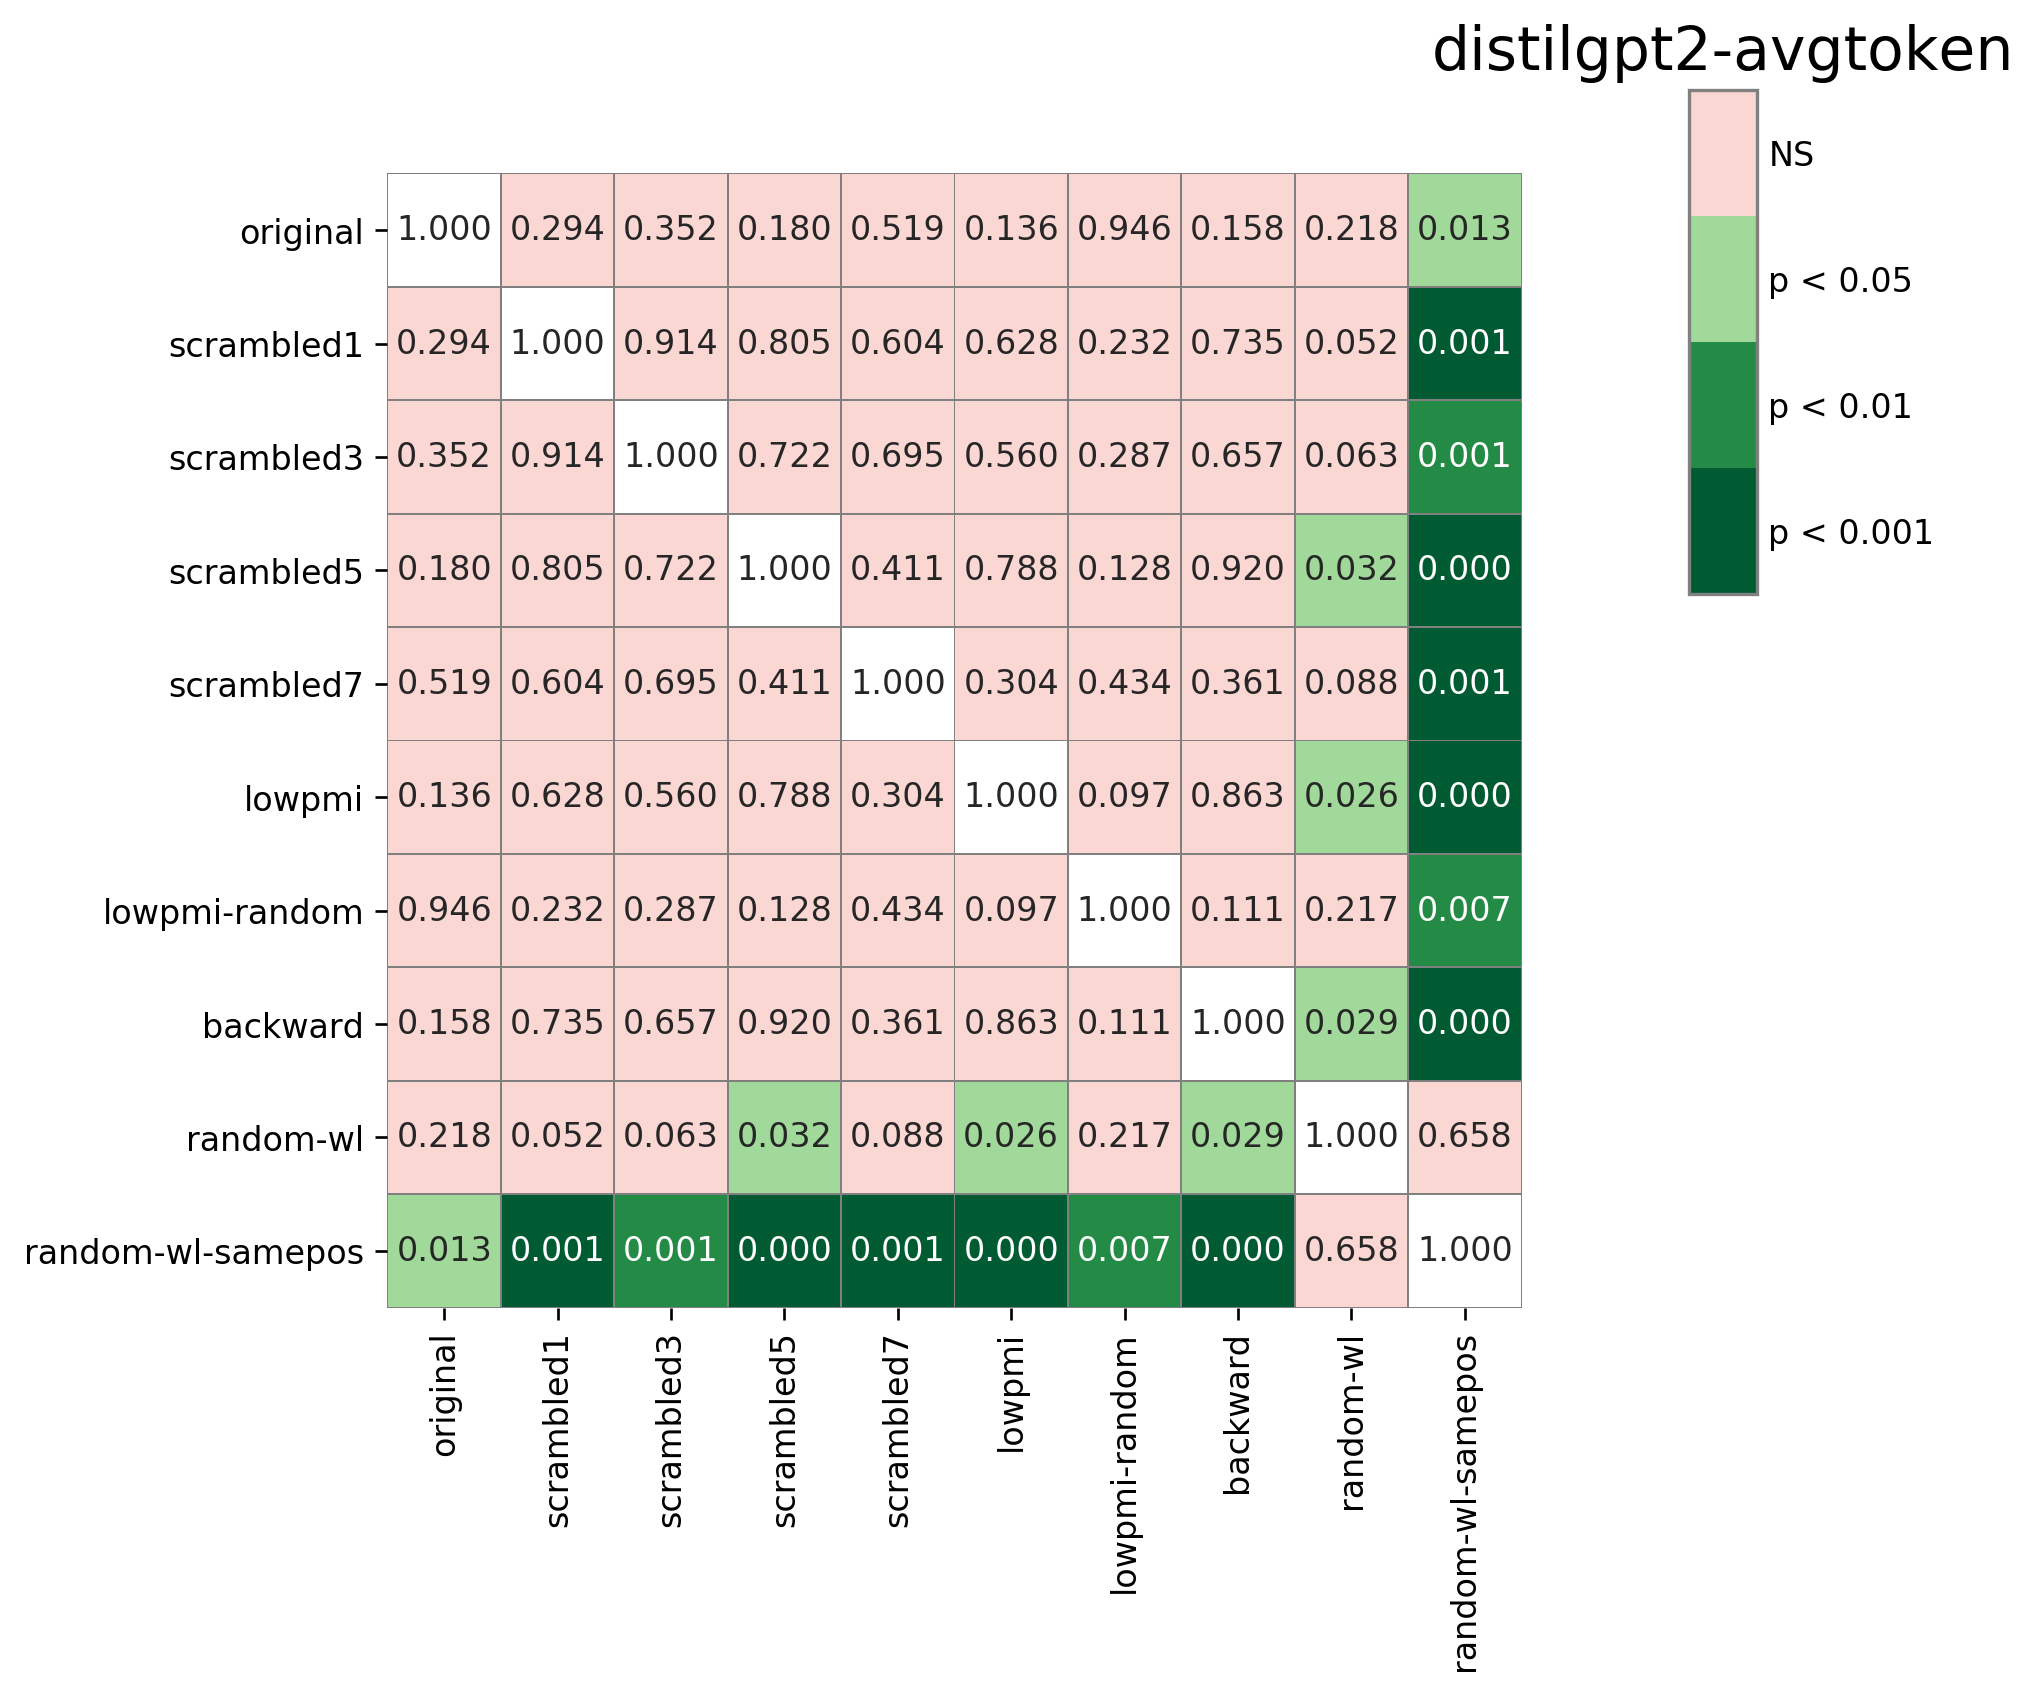 distilgpt2-avgtoken
NS
p < 0.05
p < 0.01
p < 0.001
original 1.000 0.294 0.352 0.180 0.519 0.136 0.946 0.158 0.218 0.013
scrambled1 0.294 1.000 0.914 0.805 0.604 0.628 0.232 0.735 0.052 0.001
scrambled3 0.352 0.914 1.000 0.722 0.695 0.560 0.287 0.657 0.063 0.001
scrambled5 0.180 0.805 0.722 1.000 0.411 0.788 0.128 0.920 0.032 0.000
scrambled7 0.519 0.604 0.695 0.411 1.000 0.304 0.434 0.361 0.088 0.001
lowpmi 0.136 0.628 0.560 0.788 0.304 1.000 0.097 0.863 0.026 0.000
lowpmi-random 0.946 0.232 0.287 0.128 0.434 0.097 1.000 0.111 0.217 0.007
backward 0.158 0.735 0.657 0.920 0.361 0.863 0.111 1.000 0.029 0.000
random-wl 0.218 0.052 0.063 0.032 0.088 0.026 0.217 0.029 1.000 0.658
random-wl-samepos 0.013 0.001 0.001 0.000 0.001 0.000 0.007 0.000 0.658 1.000
original
scrambled1
scrambled3
scrambled5
scrambled7
lowpmi
lowpmi-random
backward
random-wl
random-wl-samepos